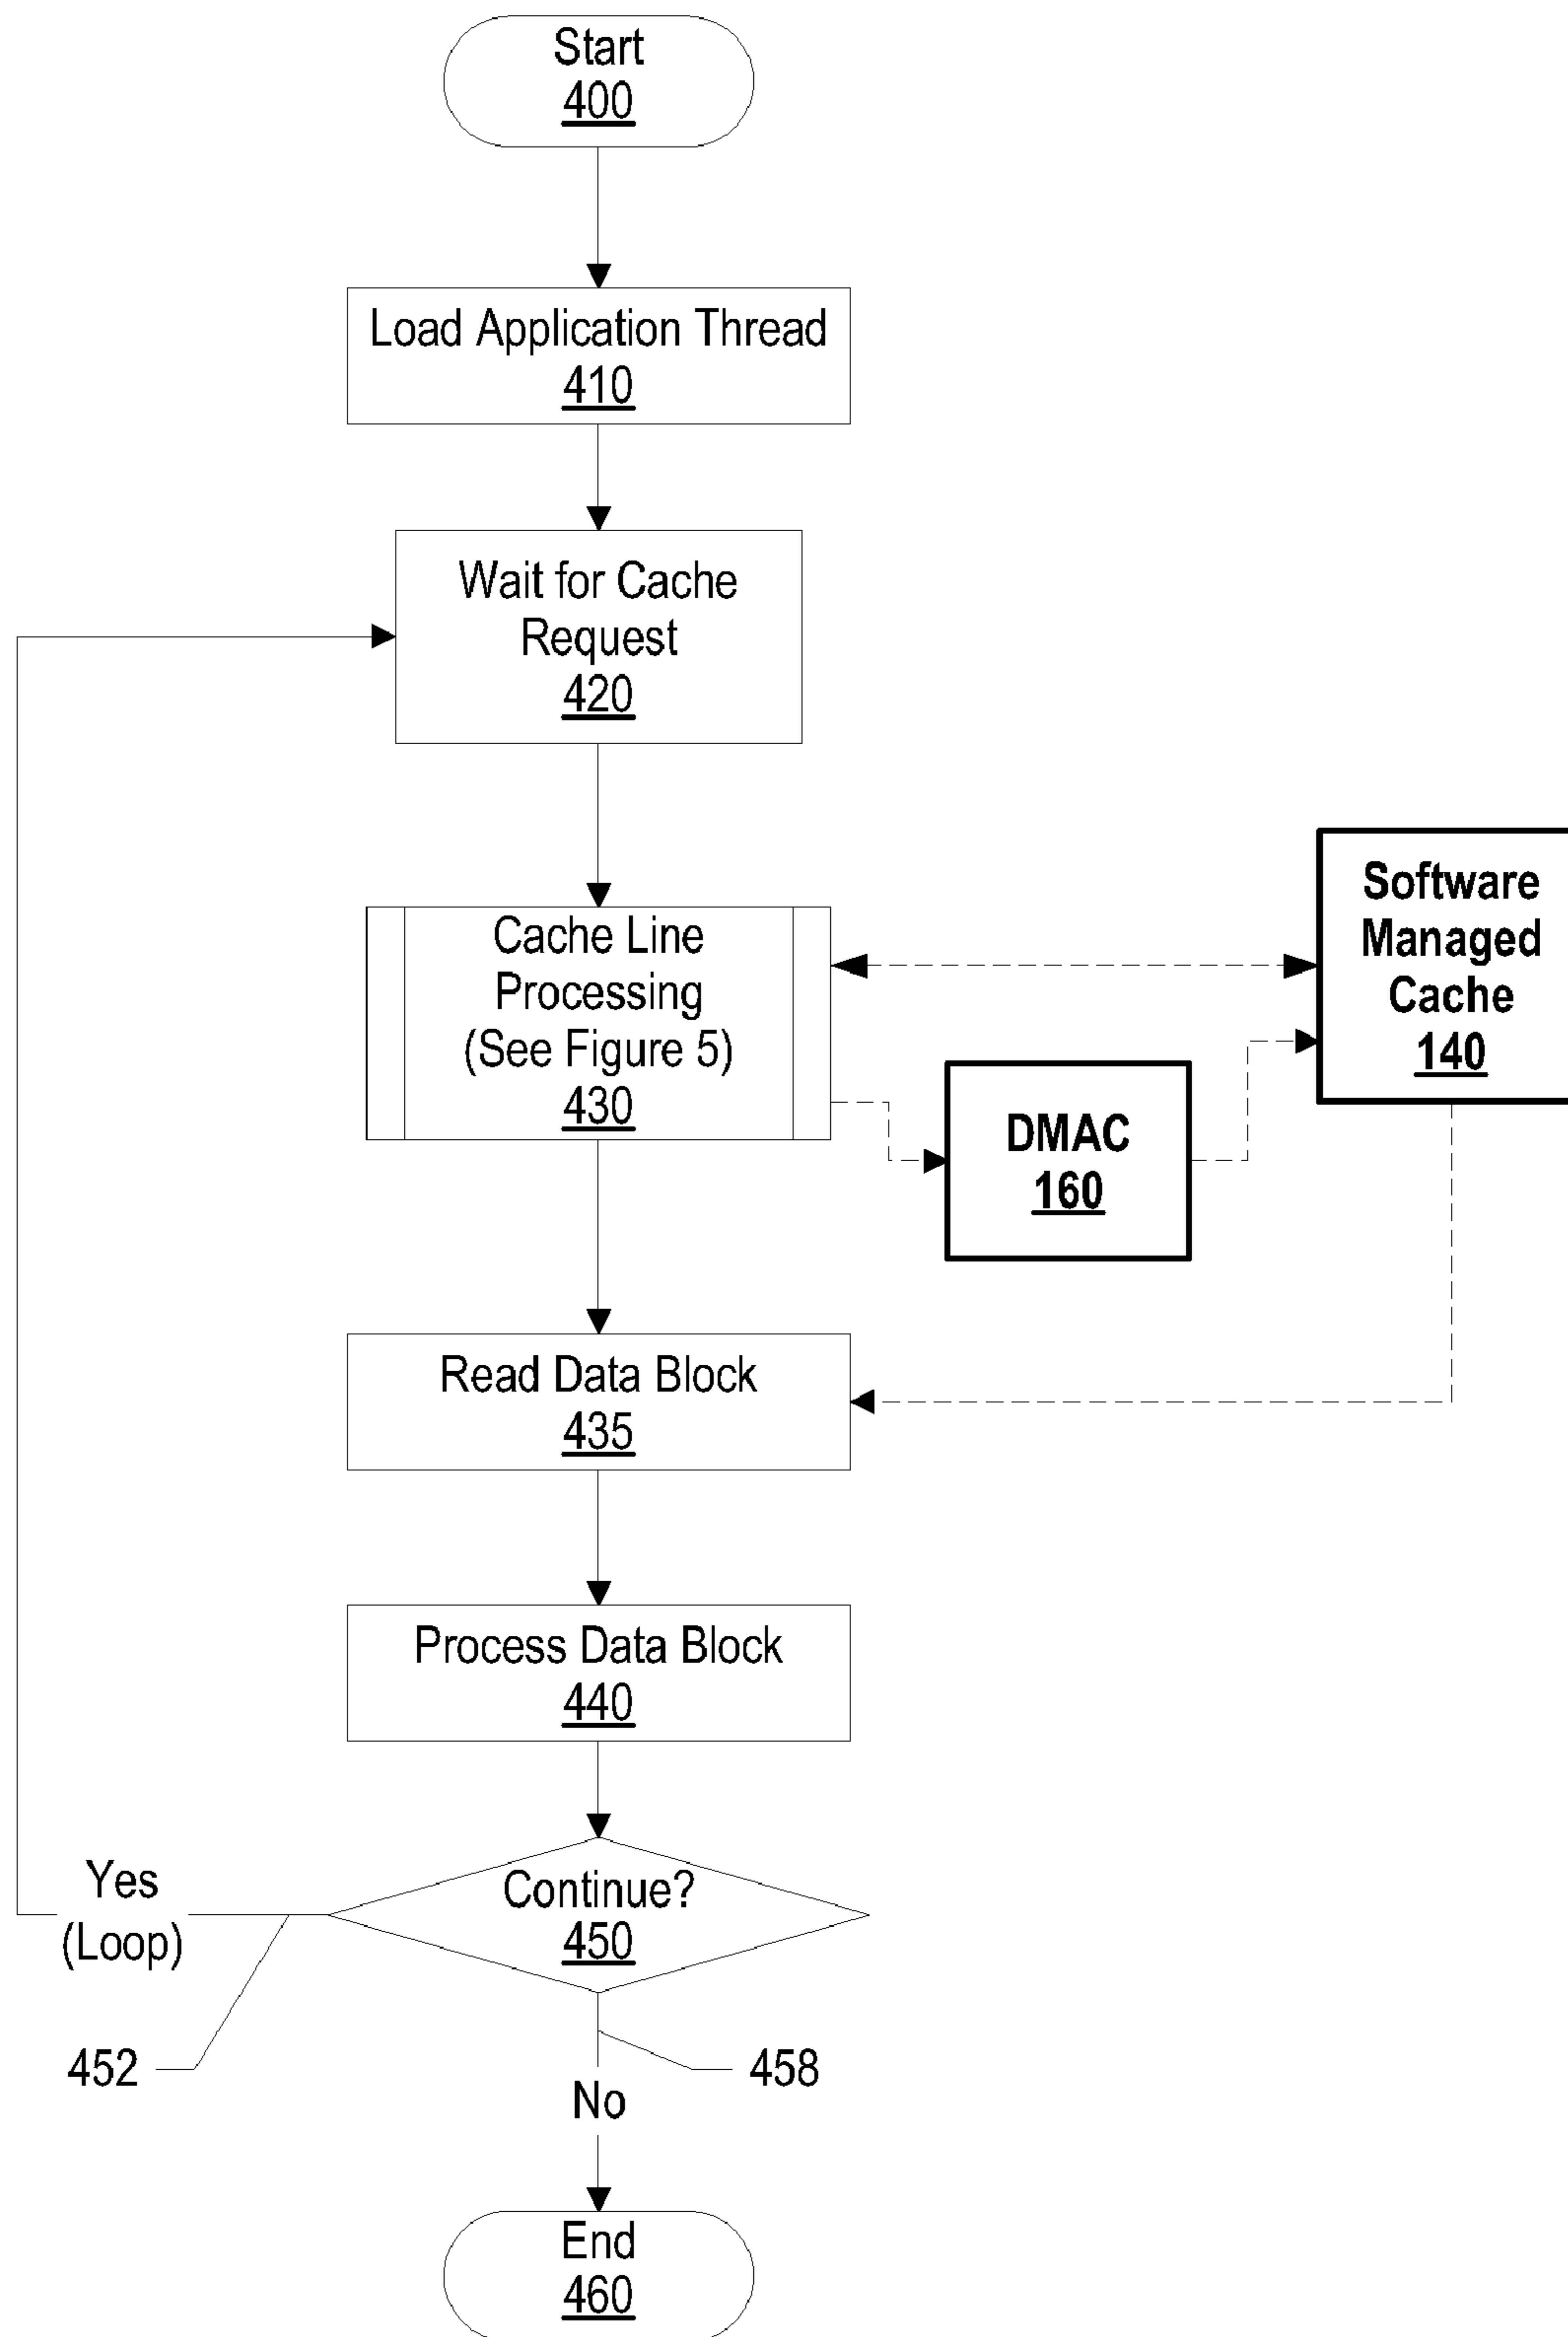 Start
400
Load Application Thread
410
Wait for Cache
Request
420
Cache Line
Processing
(See Figure 5)
430
Software
Managed
Cache
140
DMAC
160
Read Data Block
435
Process Data Block
440
Continue?
450
Yes
(Loop)
452
458
No
End
460